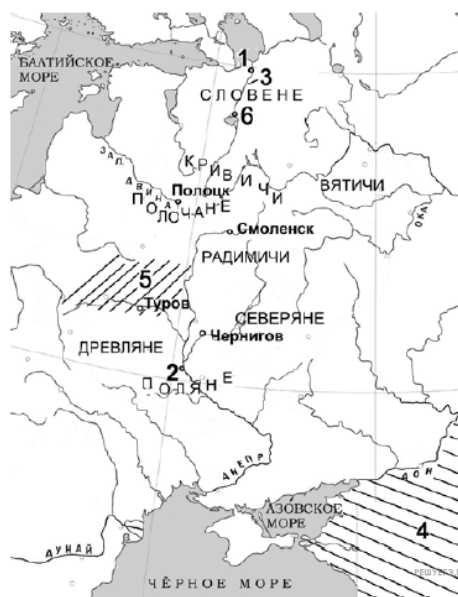 БАЛТИЙСКОЕ
МОРЕ
1
3
СЛОВЕНЕ
6
КРИВИЧИ
ЗАП. ДВИНА
Полоцк
ПОЛОЧАНЕ
ВЯТИЧИ
ОКА
Смоленск
РАДИМИЧИ
5
Туров
СЕВЕРЯНЕ
Чернигов
ДРЕВЛЯНЕ
2
ПОЛЯНЕ
ДНЕПР
ДОН
АЗОВСКОЕ
МОРЕ
4
ДУНАЙ
ЧЁРНОЕ МОРЕ